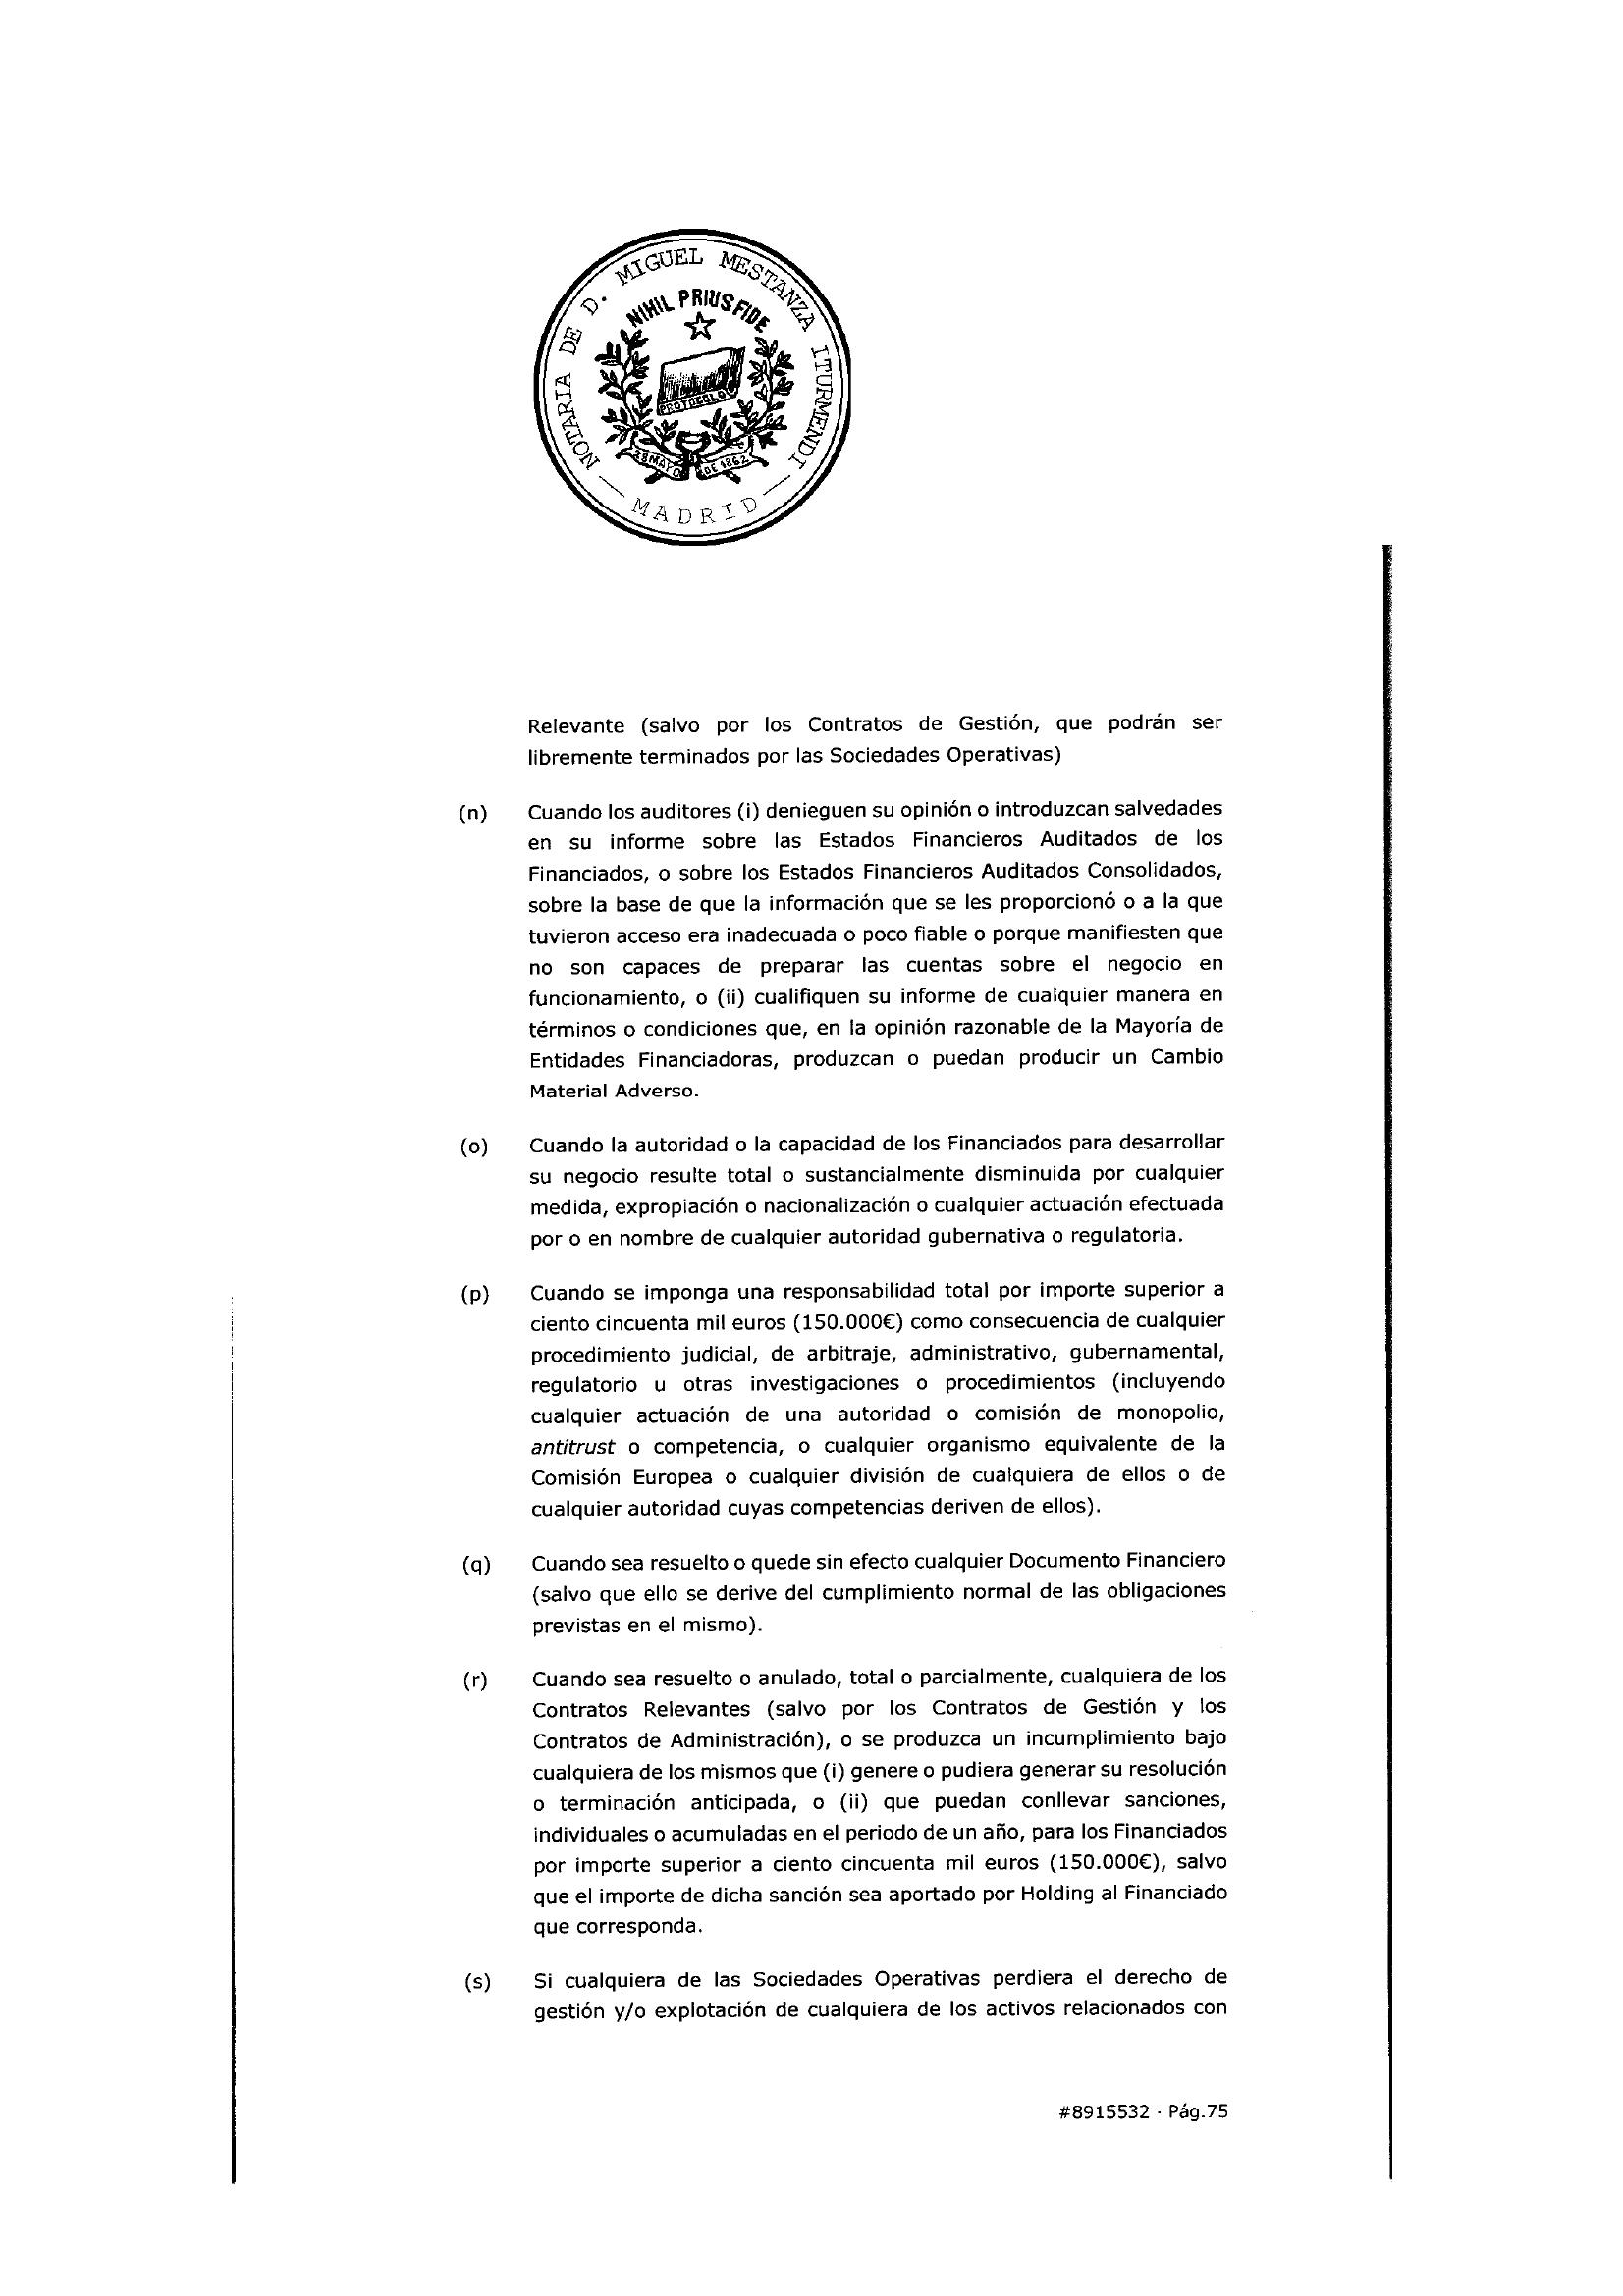 NOTARIA DE D. MIGUEL MESTANZA ITURMENDI
NIHIL PRIUS FIDE
PROTOCOLO
28 MAYO DE 1862
— MADRID —
Relevante (salvo por los Contratos de Gestión, que podrán ser
libremente terminados por las Sociedades Operativas)
(n) Cuando los auditores (i) denieguen su opinión o introduzcan salvedades
en su informe sobre las Estados Financieros Auditados de los
Financiados, o sobre los Estados Financieros Auditados Consolidados,
sobre la base de que la información que se les proporcionó o a la que
tuvieron acceso era inadecuada o poco fiable o porque manifiesten que
no son capaces de preparar las cuentas sobre el negocio en
funcionamiento, o (ii) cualifiquen su informe de cualquier manera en
términos o condiciones que, en la opinión razonable de la Mayoría de
Entidades Financiadoras, produzcan o puedan producir un Cambio
Material Adverso.
(o) Cuando la autoridad o la capacidad de los Financiados para desarrollar
su negocio resulte total o sustancialmente disminuida por cualquier
medida, expropiación o nacionalización o cualquier actuación efectuada
por o en nombre de cualquier autoridad gubernativa o regulatoria.
(p) Cuando se imponga una responsabilidad total por importe superior a
ciento cincuenta mil euros (150.000€) como consecuencia de cualquier
procedimiento judicial, de arbitraje, administrativo, gubernamental,
regulatorio u otras investigaciones o procedimientos (incluyendo
cualquier actuación de una autoridad o comisión de monopolio,
antitrust o competencia, o cualquier organismo equivalente de la
Comisión Europea o cualquier división de cualquiera de ellos o de
cualquier autoridad cuyas competencias deriven de ellos).
(q) Cuando sea resuelto o quede sin efecto cualquier Documento Financiero
(salvo que ello se derive del cumplimiento normal de las obligaciones
previstas en el mismo).
(r) Cuando sea resuelto o anulado, total o parcialmente, cualquiera de los
Contratos Relevantes (salvo por los Contratos de Gestión y los
Contratos de Administración), o se produzca un incumplimiento bajo
cualquiera de los mismos que (i) genere o pudiera generar su resolución
o terminación anticipada, o (ii) que puedan conllevar sanciones,
individuales o acumuladas en el periodo de un año, para los Financiados
por importe superior a ciento cincuenta mil euros (150.000€), salvo
que el importe de dicha sanción sea aportado por Holding al Financiado
que corresponda.
(s) Si cualquiera de las Sociedades Operativas perdiera el derecho de
gestión y/o explotación de cualquiera de los activos relacionados con
#8915532 · Pág.75